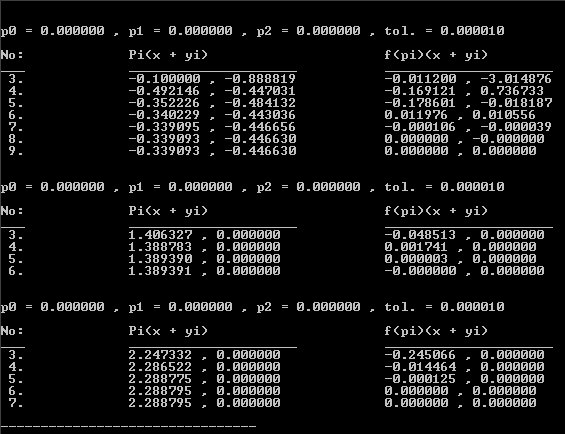 p0 = 0.000000 , p1 = 0.000000 , p2 = 0.000000 , tol. = 0.000010
No: Pi(x + yi) f(pi)(x + yi)
3. -0.100000 , -0.888819 -0.011200 , -3.014876
4. -0.492146 , -0.447031 -0.169121 , 0.736733
5. -0.352226 , -0.484132 -0.178601 , -0.018187
6. -0.340229 , -0.443036 0.011976 , 0.010556
7. -0.339095 , -0.446656 -0.000106 , -0.000039
8. -0.339093 , -0.446630 0.000000 , -0.000000
9. -0.339093 , -0.446630 0.000000 , 0.000000
p0 = 0.000000 , p1 = 0.000000 , p2 = 0.000000 , tol. = 0.000010
No: Pi(x + yi) f(pi)(x + yi)
3. 1.406327 , 0.000000 -0.048513 , 0.000000
4. 1.388783 , 0.000000 0.001741 , 0.000000
5. 1.389390 , 0.000000 0.000003 , 0.000000
6. 1.389391 , 0.000000 -0.000000 , 0.000000
p0 = 0.000000 , p1 = 0.000000 , p2 = 0.000000 , tol. = 0.000010
No: Pi(x + yi) f(pi)(x + yi)
3. 2.247332 , 0.000000 -0.245066 , 0.000000
4. 2.286522 , 0.000000 -0.014464 , 0.000000
5. 2.288775 , 0.000000 -0.000125 , 0.000000
6. 2.288795 , 0.000000 0.000000 , 0.000000
7. 2.288795 , 0.000000 0.000000 , 0.000000
--------------------------------